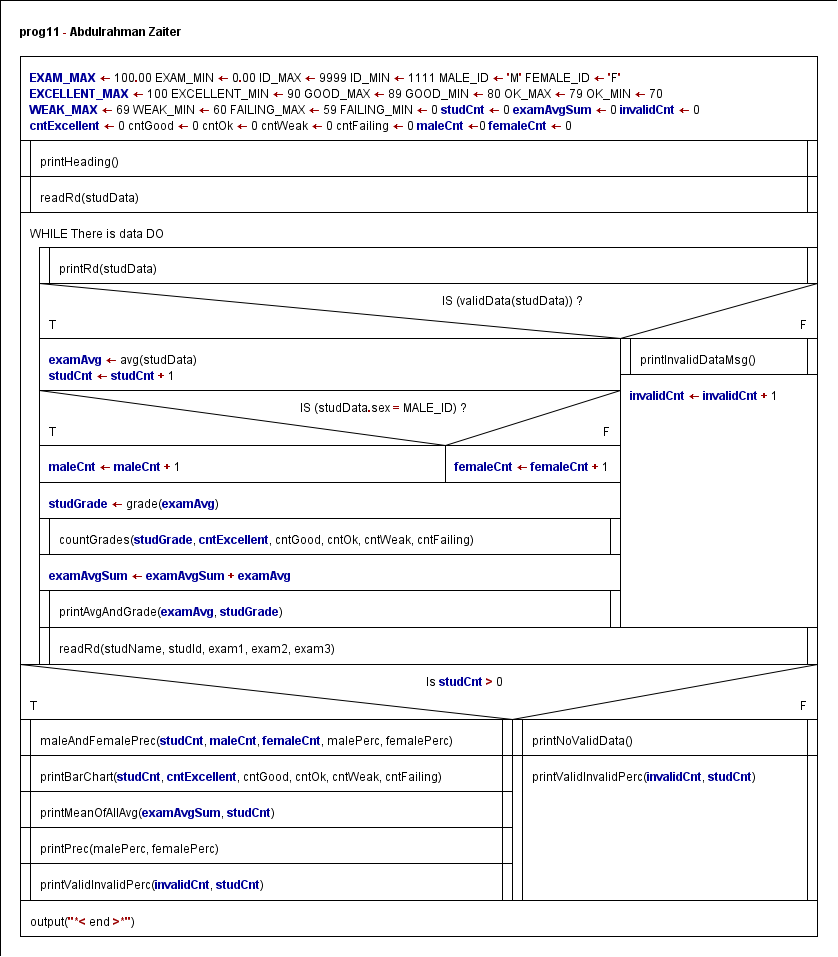 prog11 - Abdulrahman Zaiter
EXAM_MAX ← 100.00 EXAM_MIN ← 0.00 ID_MAX ← 9999 ID_MIN ← 1111 MALE_ID ← 'M' FEMALE_ID ← 'F'
EXCELLENT_MAX ← 100 EXCELLENT_MIN ← 90 GOOD_MAX ← 89 GOOD_MIN ← 80 OK_MAX ← 79 OK_MIN ← 70
WEAK_MAX ← 69 WEAK_MIN ← 60 FAILING_MAX ← 59 FAILING_MIN ← 0 studCnt ← 0 examAvgSum ← 0 invalidCnt ← 0
cntExcellent ← 0 cntGood ← 0 cntOk ← 0 cntWeak ← 0 cntFailing ← 0 maleCnt ←0 femaleCnt ← 0
printHeading()
readRd(studData)
WHILE There is data DO
printRd(studData)
IS (validData(studData)) ?
T
F
examAvg ← avg(studData)
studCnt ← studCnt + 1
printInvalidDataMsg()
invalidCnt ← invalidCnt + 1
IS (studData.sex = MALE_ID) ?
T
F
maleCnt ← maleCnt + 1
femaleCnt ← femaleCnt + 1
studGrade ← grade(examAvg)
countGrades(studGrade, cntExcellent, cntGood, cntOk, cntWeak, cntFailing)
examAvgSum ← examAvgSum + examAvg
printAvgAndGrade(examAvg, studGrade)
readRd(studName, studId, exam1, exam2, exam3)
Is studCnt > 0
T
F
maleAndFemalePrec(studCnt, maleCnt, femaleCnt, malePerc, femalePerc)
printNoValidData()
printBarChart(studCnt, cntExcellent, cntGood, cntOk, cntWeak, cntFailing)
printValidInvalidPerc(invalidCnt, studCnt)
printMeanOfAllAvg(examAvgSum, studCnt)
printPrec(malePerc, femalePerc)
printValidInvalidPerc(invalidCnt, studCnt)
output("*< end >*")